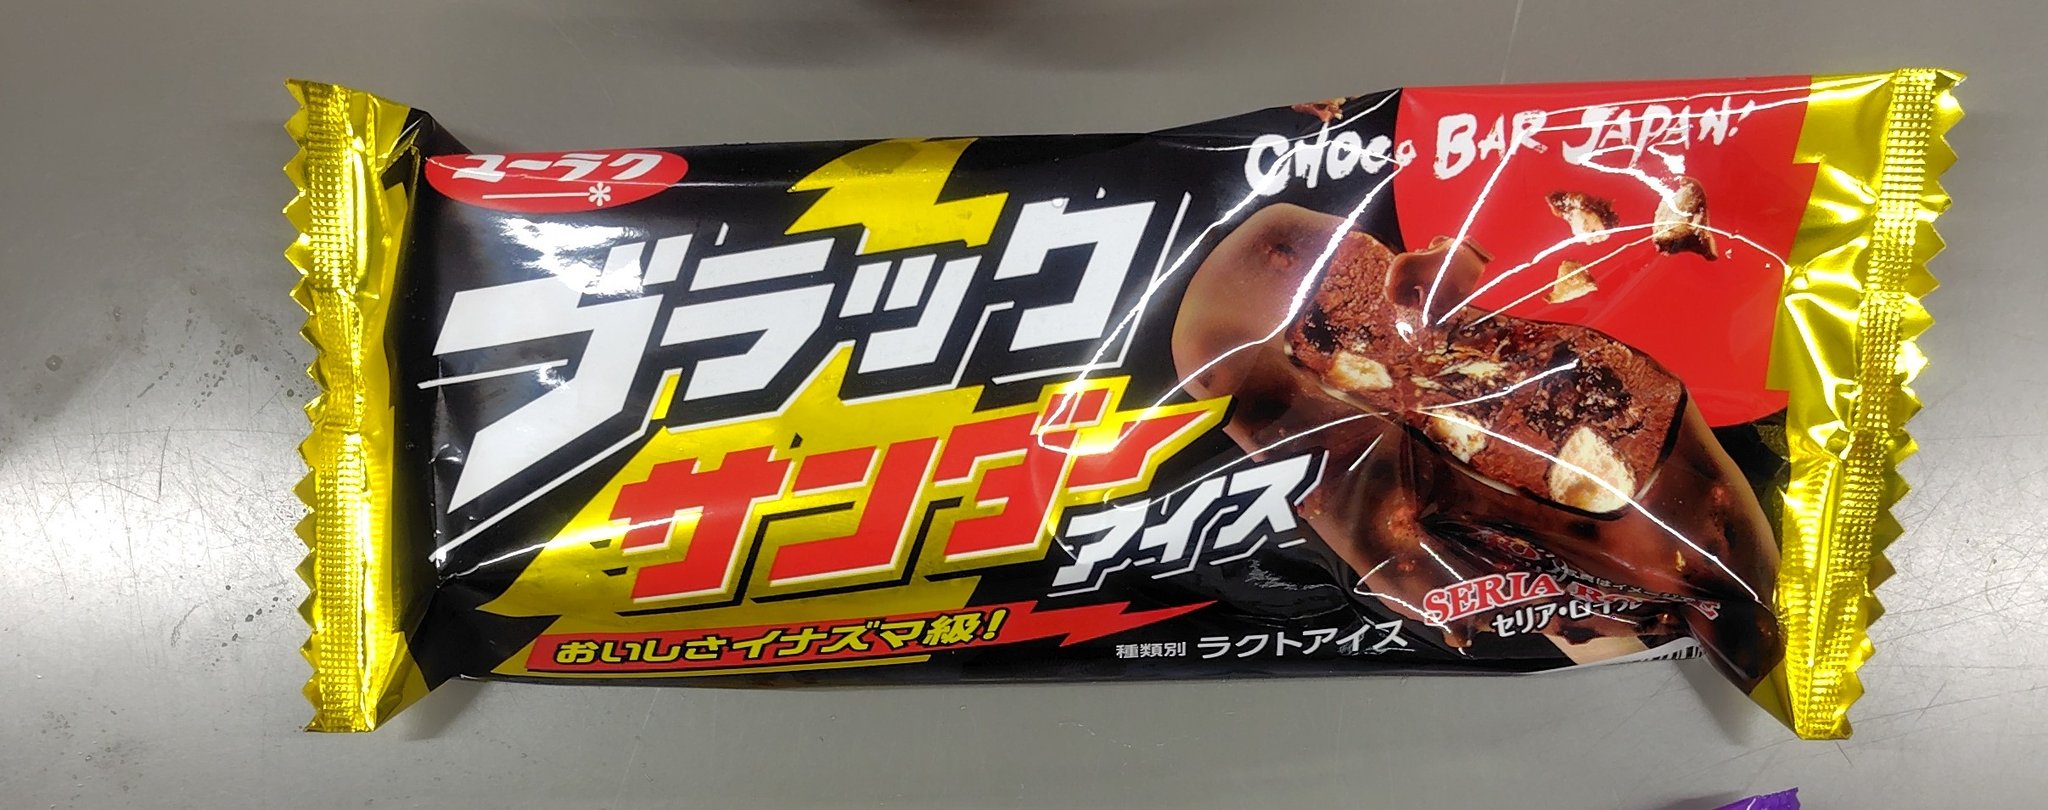 ユーラク
CHOCO BAR JAPAN!
ブラック
サンダー
アイス
おいしさイナズマ級!
種類別 ラクトアイス
SERIA
セリア・ロイル